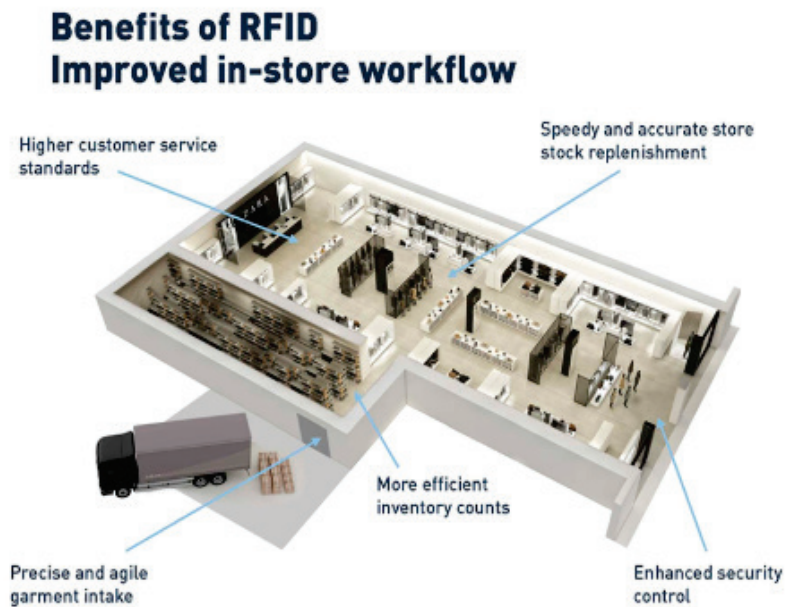 Benefits of RFID
Improved in-store workflow
Higher customer service
standards
Speedy and accurate store
stock replenishment
ZARA
More efficient
inventory counts
Precise and agile
garment intake
Enhanced security
control